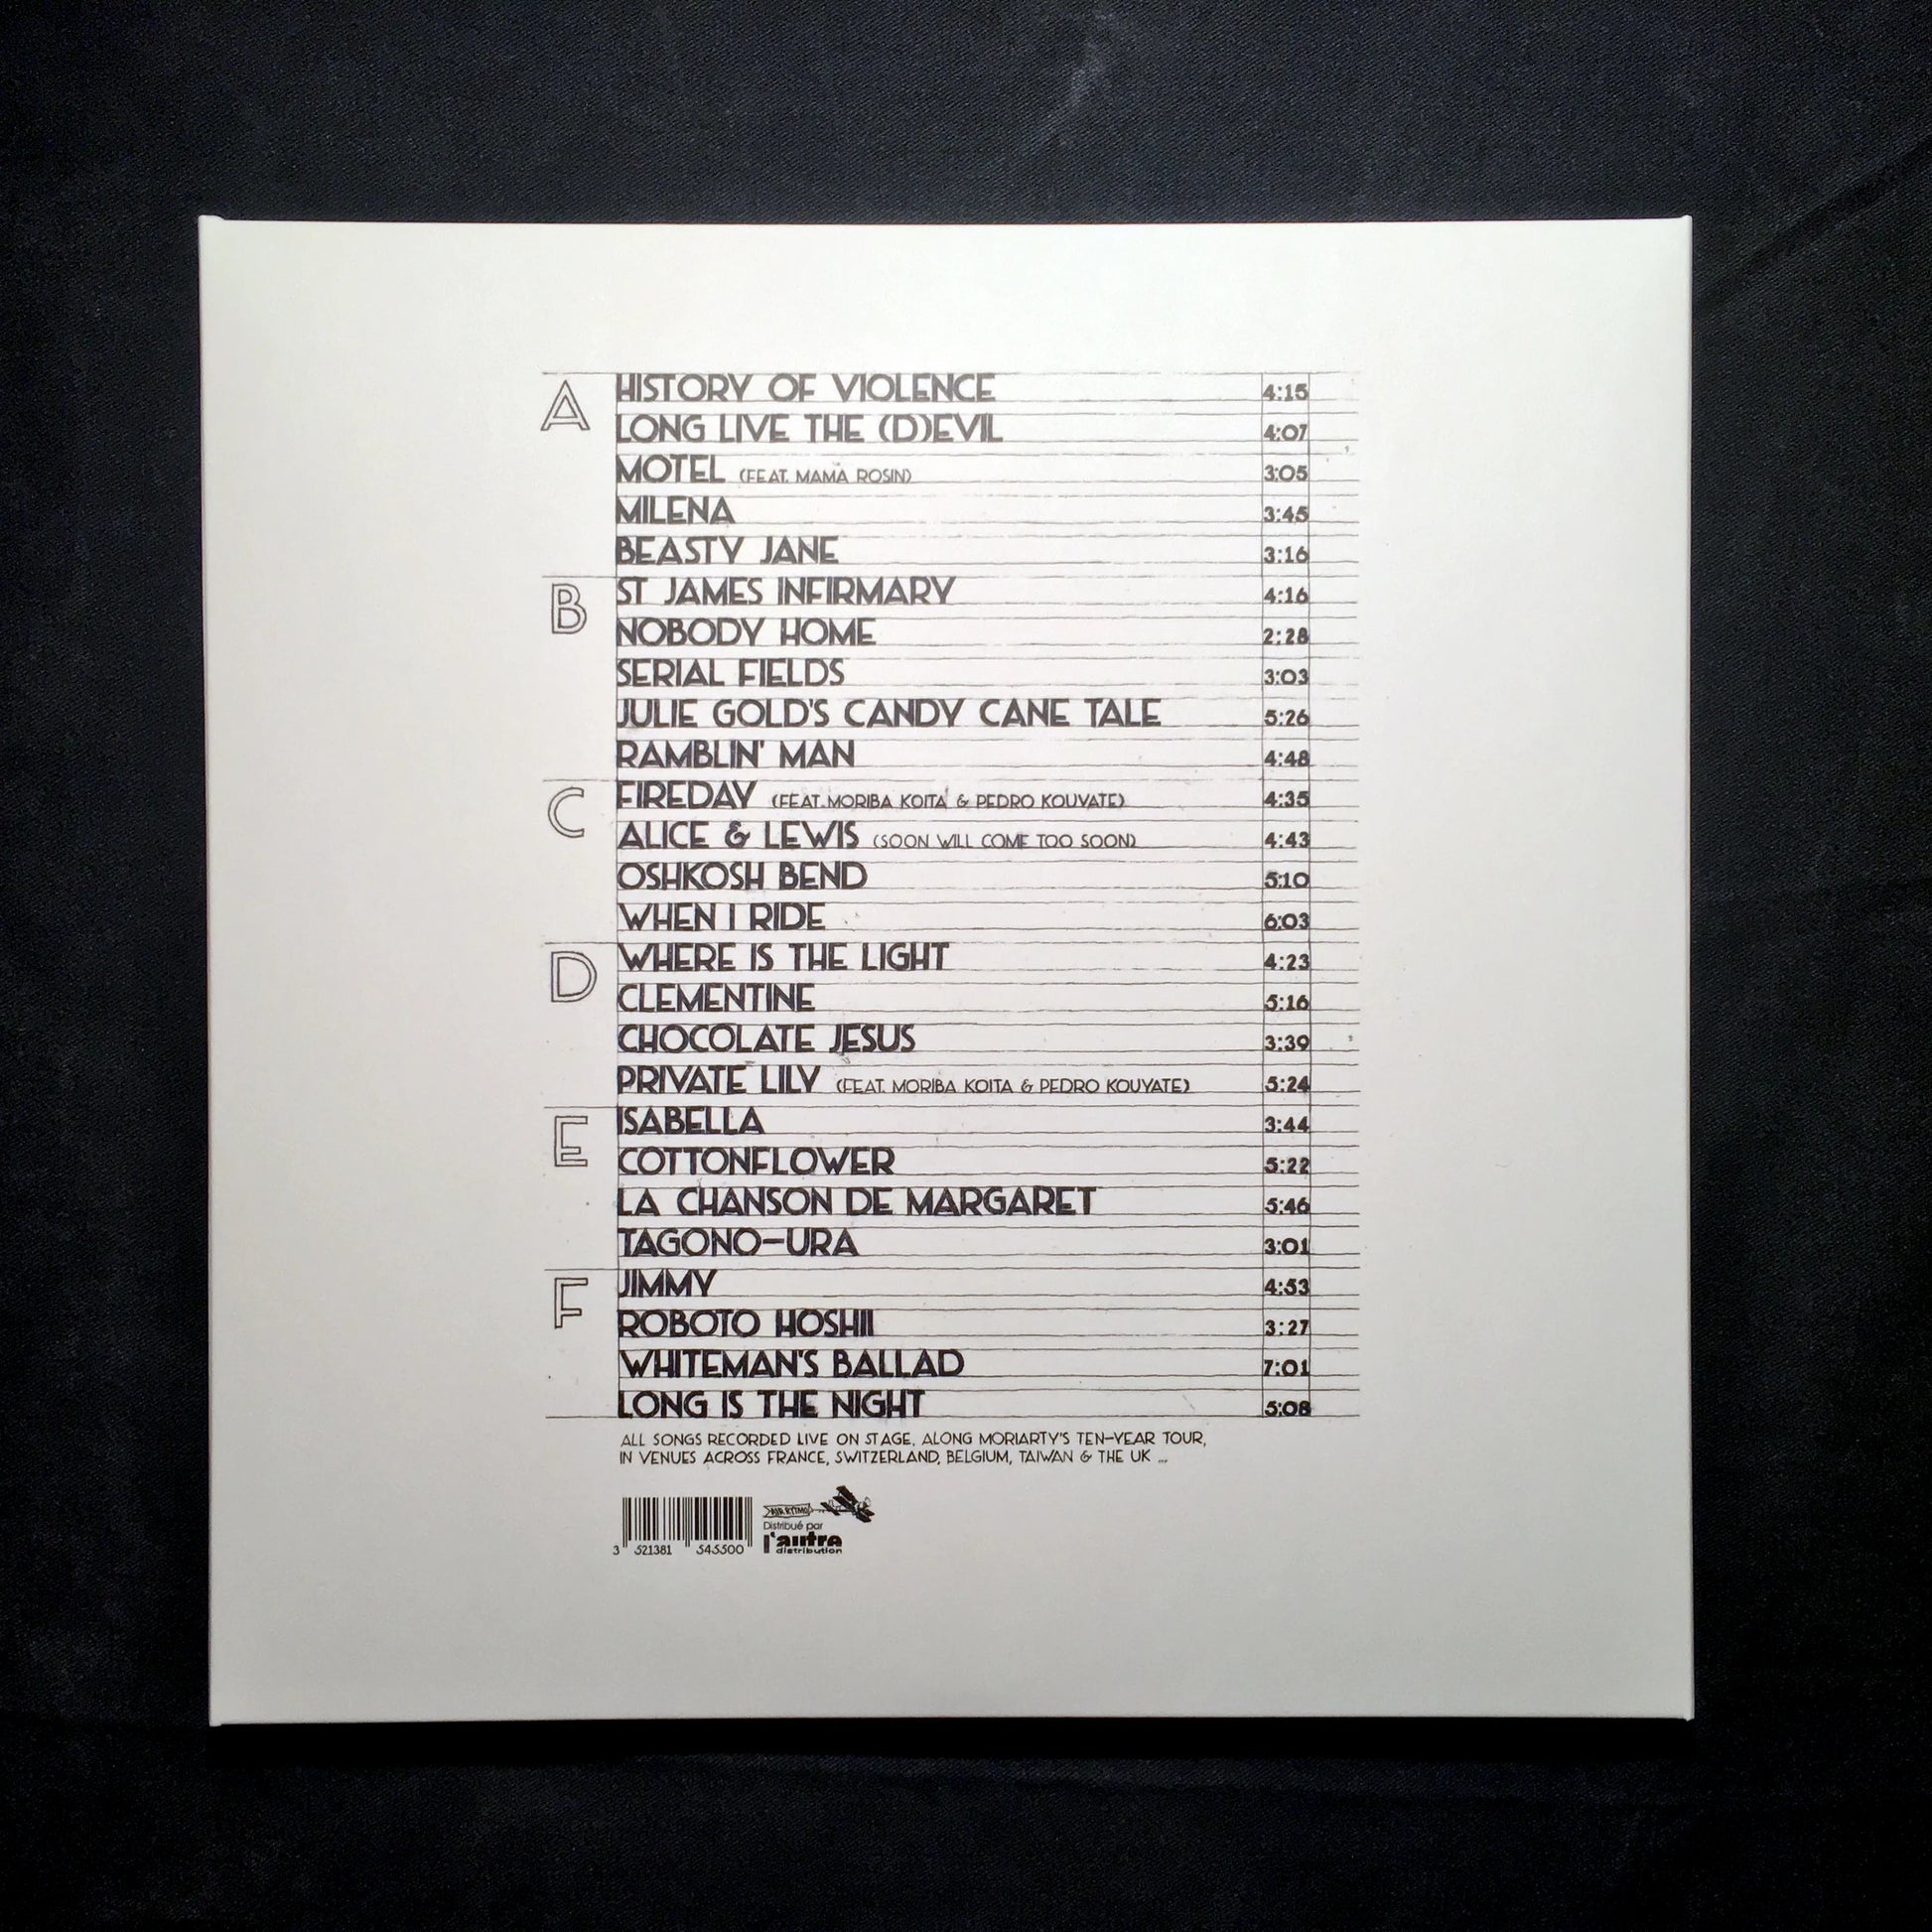 A HISTORY OF VIOLENCE 4:15
LONG LIVE THE (D)EVIL 4:07
MOTEL (FEAT. MAMA ROSIN) 3:05
MILENA 3:45
BEASTY JANE 3:16
B ST JAMES INFIRMARY 4:16
NOBODY HOME 2:28
SERIAL FIELDS 3:03
JULIE GOLD'S CANDY CANE TALE 5:26
RAMBLIN' MAN 4:48
C FIREDAY (FEAT. MORIBA KOITA & PEDRO KOUYATE) 4:35
ALICE & LEWIS (SOON WILL COME TOO SOON) 4:43
OSHKOSH BEND 5:10
WHEN I RIDE 6:03
D WHERE IS THE LIGHT 4:23
CLEMENTINE 5:16
CHOCOLATE JESUS 3:39
PRIVATE LILY (FEAT. MORIBA KOITA & PEDRO KOUYATE) 5:24
E ISABELLA 3:44
COTTONFLOWER 5:22
LA CHANSON DE MARGARET 5:46
TAGONO-URA 3:01
F JIMMY 4:53
ROBOTO HOSHII 3:27
WHITEMAN'S BALLAD 7:01
LONG IS THE NIGHT 5:08
ALL SONGS RECORDED LIVE ON STAGE, ALONG MORIARTY'S TEN-YEAR TOUR,
IN VENUES ACROSS FRANCE, SWITZERLAND, BELGIUM, TAIWAN & THE UK ...
AIR RYTMO
Distribué par
l'autre
distribution
3 521381 545500